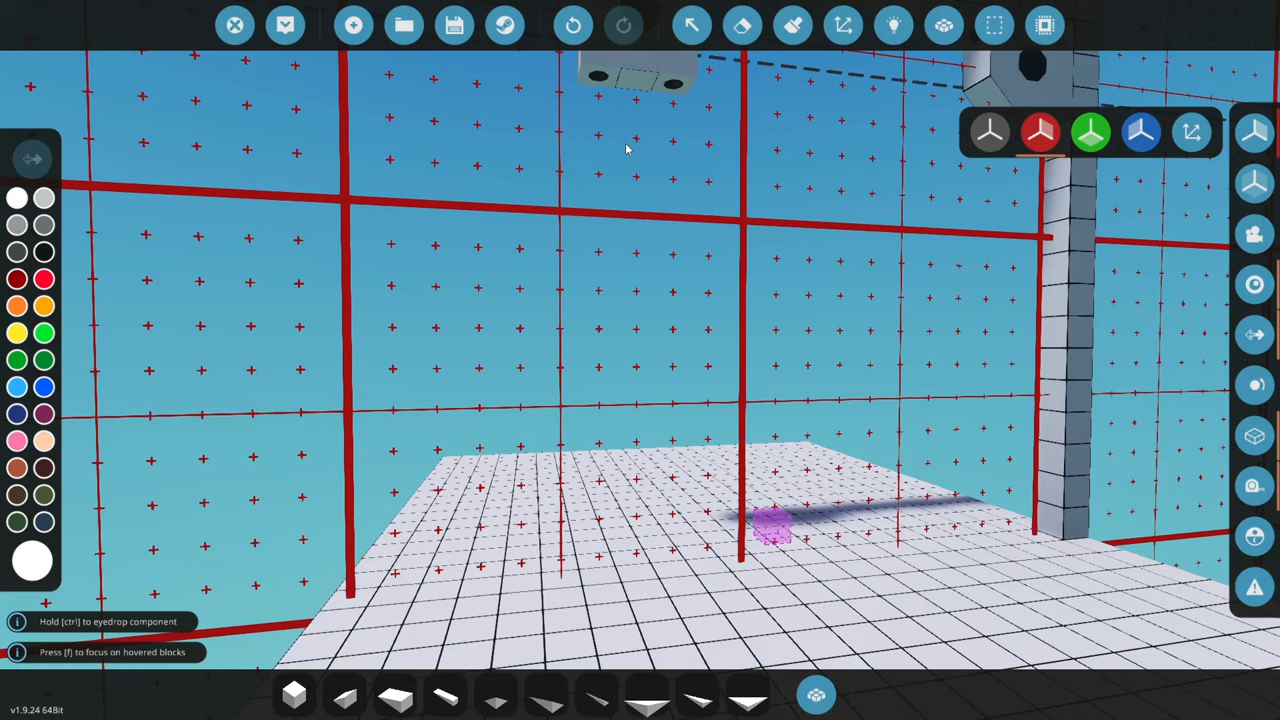 Hold [ctrl] to eyedrop component
Press [f] to focus on hovered blocks
v1.9.24 64Bit